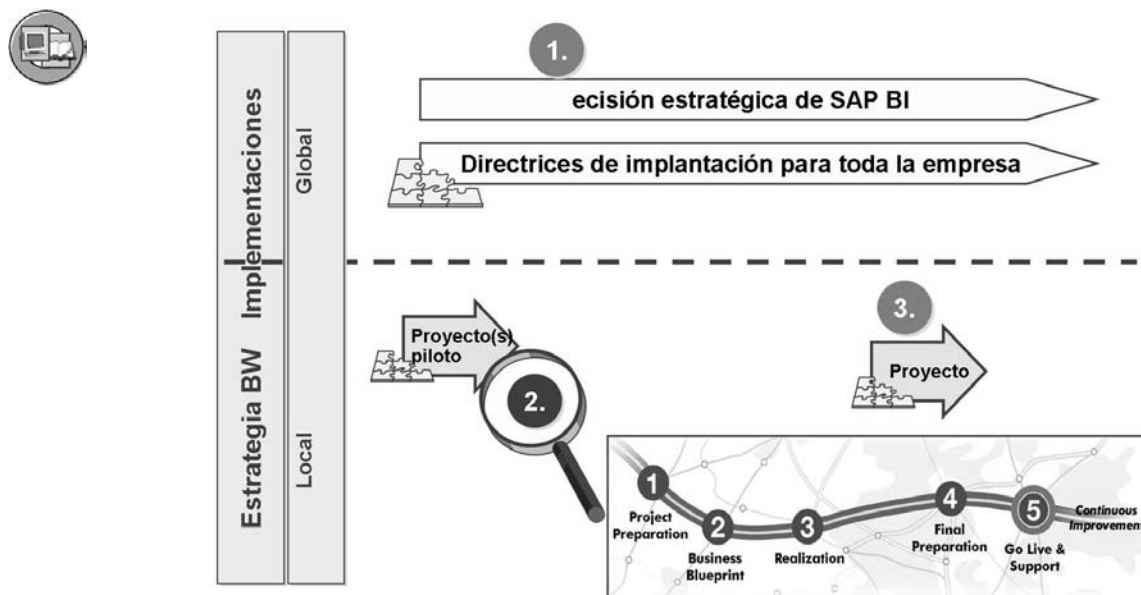 1.
ecisión estratégica de SAP BI
Directrices de implantación para toda la empresa
Estrategia BW Implementaciones
Global
Local
Proyecto(s)
piloto
2.
3.
Proyecto
1
Project
Preparation
2
Business
Blueprint
3
Realization
4
Final
Preparation
5
Go Live &
Support
Continuous
Improvement